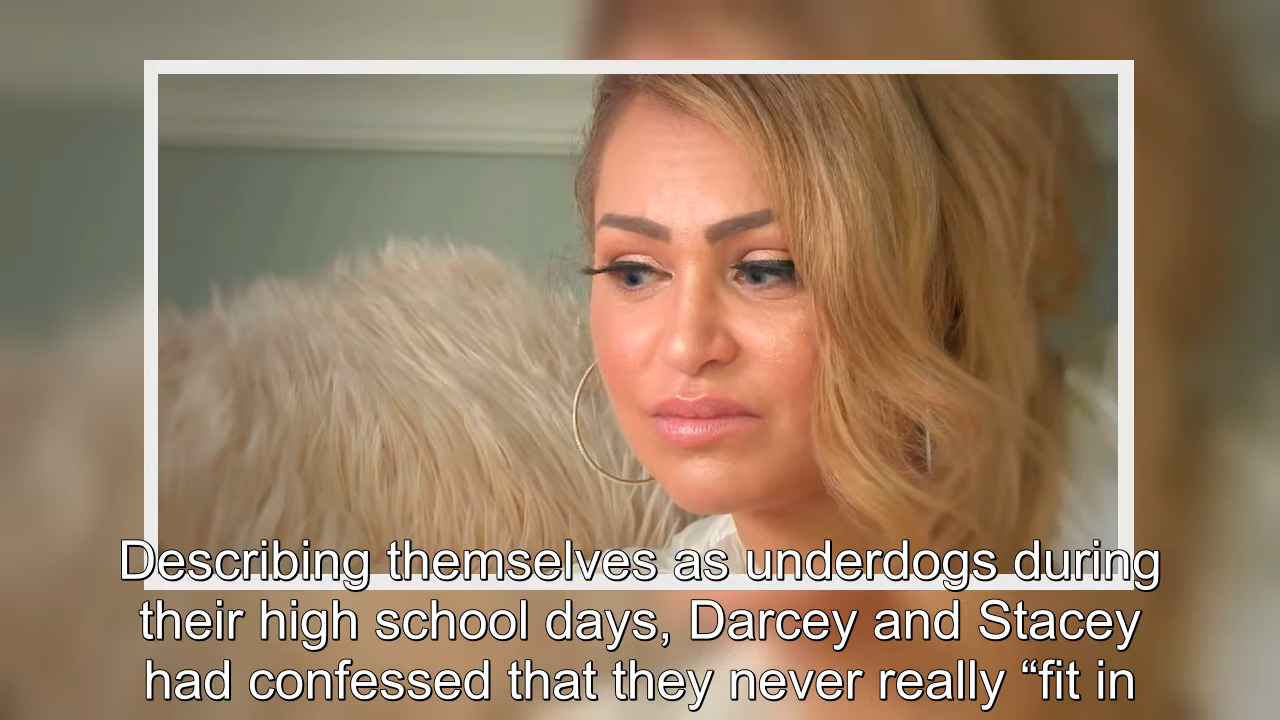 Describing themselves as underdogs during
their high school days, Darcey and Stacey
had confessed that they never really “fit in